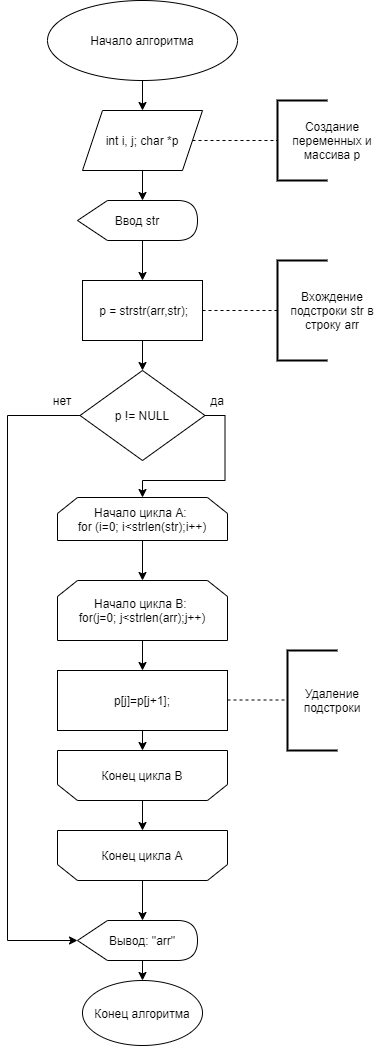 Начало алгоритма
int i, j; char *p
Создание
переменных и
массива p
Ввод str
p = strstr(arr,str);
Вхождение
подстроки str в
строку arr
нет
p != NULL
да
Начало цикла А:
for (i=0; i<strlen(str);i++)
Начало цикла В:
for(j=0; j<strlen(arr);j++)
p[j]=p[j+1];
Удаление
подстроки
Конец цикла В
Конец цикла А
Вывод: "arr"
Конец алгоритма